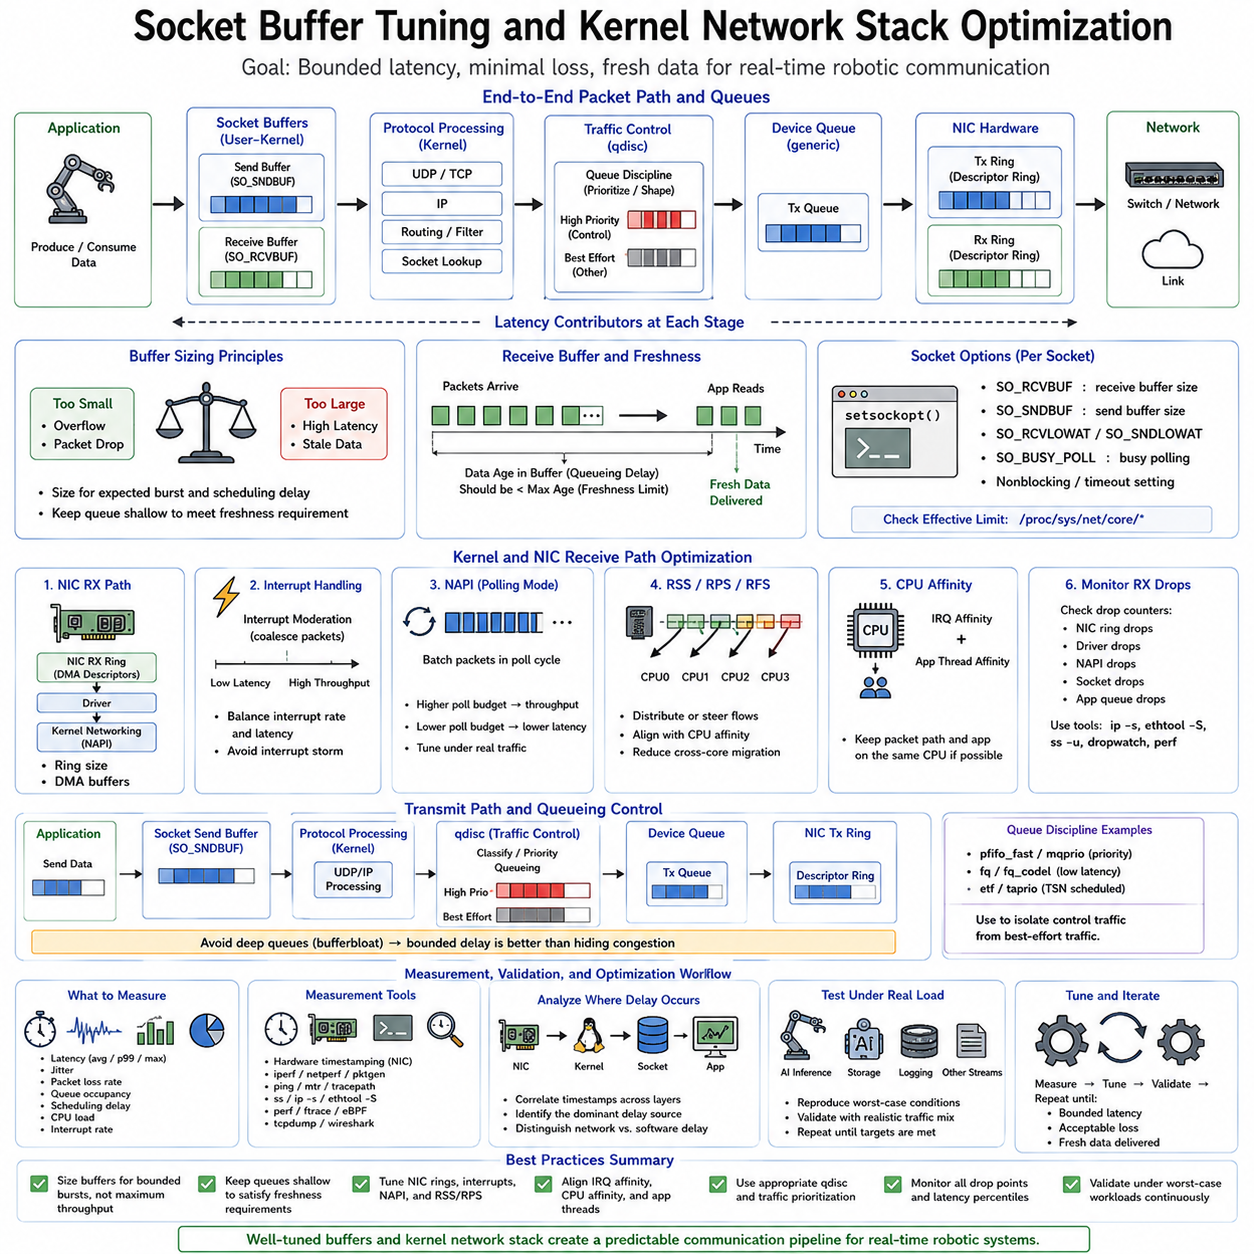 Socket Buffer Tuning and Kernel Network Stack Optimization
Goal: Bounded latency, minimal loss, fresh data for real-time robotic communication
End-to-End Packet Path and Queues
Application
Produce / Consume
Data
Socket Buffers
(User–Kernel)
Send Buffer
(SO_SNDBUF)
Receive Buffer
(SO_RCVBUF)
Protocol Processing
(Kernel)
UDP / TCP
IP
Routing / Filter
Socket Lookup
Traffic Control
(qdisc)
Queue Discipline
(Prioritize / Shape)
High Priority
(Control)
Best Effort
(Other)
Device Queue
(generic)
Tx Queue
NIC Hardware
Tx Ring
(Descriptor Ring)
Rx Ring
(Descriptor Ring)
Network
Switch / Network
Link
Latency Contributors at Each Stage
Buffer Sizing Principles
Too Small
• Overflow
• Packet Drop
Too Large
• High Latency
• Stale Data
• Size for expected burst and scheduling delay
• Keep queue shallow to meet freshness requirement
Receive Buffer and Freshness
Packets Arrive
App Reads
Time
Data Age in Buffer (Queueing Delay)
Should be < Max Age (Freshness Limit)
Fresh Data
Delivered
Socket Options (Per Socket)
setsockopt()
>_ _
• SO_RCVBUF : receive buffer size
• SO_SNDBUF : send buffer size
• SO_RCVLOWAT / SO_SNDLOWAT
• SO_BUSY_POLL : busy polling
• Nonblocking / timeout setting
Check Effective Limit: /proc/sys/net/core/*
Kernel and NIC Receive Path Optimization
1. NIC RX Path
NIC RX Ring
(DMA Descriptors)
Driver
Kernel Networking
(NAPI)
• Ring size
• DMA buffers
2. Interrupt Handling
Interrupt Moderation
(coalesce packets)
Low Latency High Throughput
• Balance interrupt rate
and latency
• Avoid interrupt storm
3. NAPI (Polling Mode)
...
Batch packets in poll cycle
• Higher poll budget → throughput
• Lower poll budget → lower latency
• Tune under real traffic
4. RSS / RPS / RFS
CPU0 CPU1 CPU2 CPU3
• Distribute or steer flows
• Align with CPU affinity
• Reduce cross-core migration
5. CPU Affinity
CPU
IRQ Affinity
+
App Thread Affinity
• Keep packet path and app
on the same CPU if possible
6. Monitor RX Drops
Check drop counters:
• NIC ring drops
• Driver drops
• NAPI drops
• Socket drops
• App queue drops
Use tools: ip -s, ethtool -S,
ss -u, dropwatch, perf
Transmit Path and Queueing Control
Application
Send Data
Socket Send Buffer
(SO_SNDBUF)
Protocol Processing
(Kernel)
UDP/IP
Processing
qdisc (Traffic Control)
Classify / Priority
Queueing
High Prio
Best Effort
Device Queue
Tx Queue
NIC Tx Ring
Descriptor Ring
Avoid deep queues (bufferbloat) → bounded delay is better than hiding congestion
Queue Discipline Examples
• pfifo_fast / mqprio (priority)
• fq / fq_codel (low latency)
• etf / taprio (TSN scheduled)
Use to isolate control traffic
from best-effort traffic.
Measurement, Validation, and Optimization Workflow
What to Measure
• Latency (avg / p99 / max)
• Jitter
• Packet loss rate
• Queue occupancy
• Scheduling delay
• CPU load
• Interrupt rate
Measurement Tools
>_ _
• Hardware timestamping (NIC)
• iperf / netperf / pktgen
• ping / mtr / tracepath
• ss / ip -s / ethtool -S
• perf / ftrace / eBPF
• tcpdump / wireshark
Analyze Where Delay Occurs
NIC Kernel Socket App
• Correlate timestamps across layers
• Identify the dominant delay source
• Distinguish network vs. software delay
Test Under Real Load
Ai
AI Inference Storage Logging Other Streams
• Reproduce worst-case conditions
• Validate with realistic traffic mix
• Repeat until targets are met
Tune and Iterate
Measure → Tune → Validate →
Repeat until:
• Bounded latency
• Acceptable loss
• Fresh data delivered
Best Practices Summary
Size buffers for bounded
bursts, not maximum
throughput
Keep queues shallow
to satisfy freshness
requirements
Tune NIC rings, interrupts,
NAPI, and RSS/RPS
Align IRQ affinity,
CPU affinity, and app
threads
Use appropriate qdisc
and traffic prioritization
Monitor all drop points
and latency percentiles
Validate under worst-case
workloads continuously
Well-tuned buffers and kernel network stack create a predictable communication pipeline for real-time robotic systems.